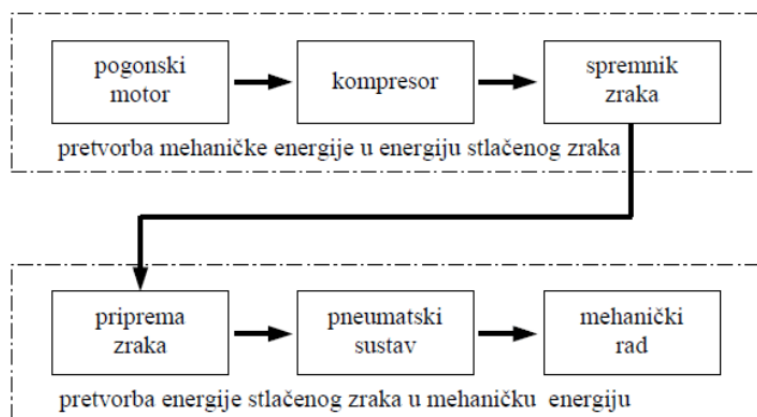 pogonski
motor
kompresor
spremnik
zraka
pretvorba mehaničke energije u energiju stlačenog zraka
priprema
zraka
pneumatski
sustav
mehanički
rad
pretvorba energije stlačenog zraka u mehaničku energiju